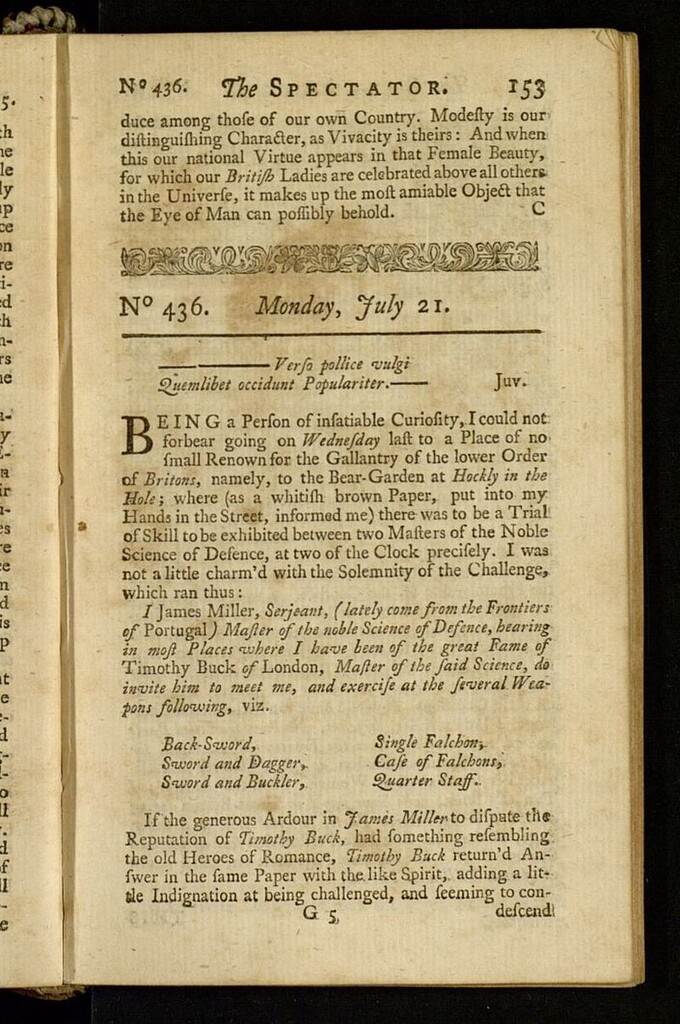 Nº 436. The SPECTATOR. 153
duce among thoſe of our own Country. Modeſty is our
diſtinguiſhing Character, as Vivacity is theirs: And when
this our national Virtue appears in that Female Beauty,
for which our Britiſh Ladies are celebrated above all others
in the Univerſe, it makes up the moſt amiable Object that
the Eye of Man can poſſibly behold. C
Nº 436. Monday, July 21.
—— ——— Verſo pollice vulgi
Quemlibet occidunt Populariter.—— Juv.
BEING a Perſon of inſatiable Curioſity, I could not
forbear going on Wedneſday laſt to a Place of no
ſmall Renown for the Gallantry of the lower Order
of Britons, namely, to the Bear-Garden at Hockly in the
Hole; where (as a whitiſh brown Paper, put into my
Hands in the Street, informed me) there was to be a Trial
of Skill to be exhibited between two Maſters of the Noble
Science of Defence, at two of the Clock preciſely. I was
not a little charm'd with the Solemnity of the Challenge,
which ran thus:
I James Miller, Serjeant, (lately come from the Frontiers
of Portugal) Maſter of the noble Science of Defence, hearing
in moſt Places where I have been of the great Fame of
Timothy Buck of London, Maſter of the ſaid Science, do
invite him to meet me, and exerciſe at the ſeveral Wea-
pons following, viz.
Back-Sword, Single Falchon,
Sword and Dagger, Caſe of Falchons,
Sword and Buckler, Quarter Staff.
If the generous Ardour in James Miller to diſpute the
Reputation of Timothy Buck, had ſomething reſembling
the old Heroes of Romance, Timothy Buck return'd An-
ſwer in the ſame Paper with the like Spirit, adding a lit-
tle Indignation at being challenged, and ſeeming to con-
G 5 deſcend